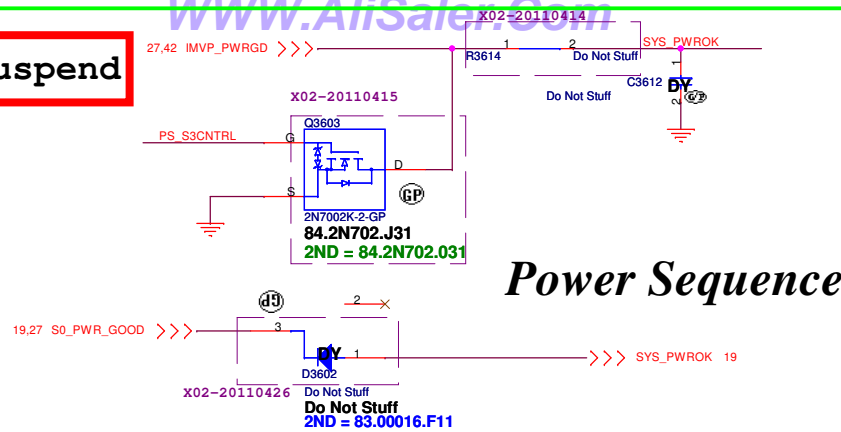 WWW.AliSaler.Com
X02-20110414
27,42 IMVP_PWRGD
1
2
SYS_PWROK
R3614
Do Not Stuff
uspend
C3612
1
DY
2
G/P
Do Not Stuff
X02-20110415
Q3603
PS_S3CNTRL
G
D
S
GP
2N7002K-2-GP
84.2N702.J31
2ND = 84.2N702.031
Power Sequence
GP
2
19,27 S0_PWR_GOOD
3
DY
1
SYS_PWROK 19
D3602
X02-20110426
Do Not Stuff
Do Not Stuff
2ND = 83.00016.F11